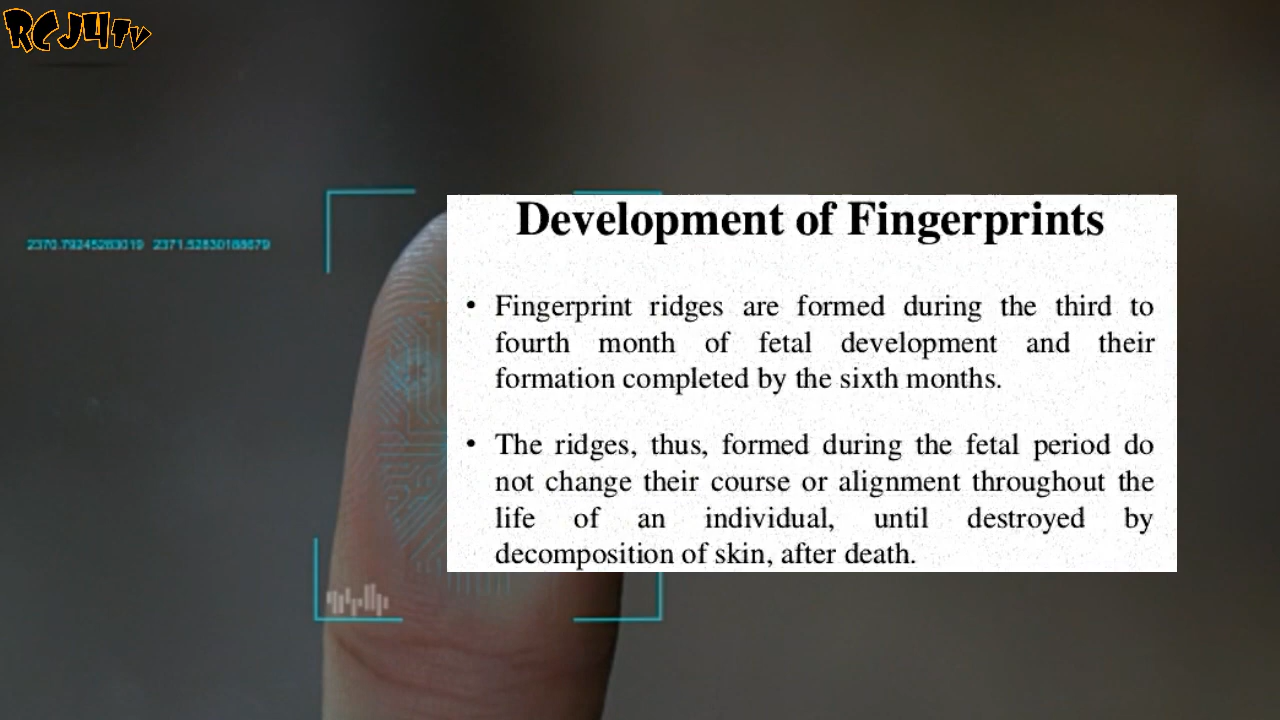 RCJ4TV
2370.79245283019 2371.52830188679
Development of Fingerprints
• Fingerprint ridges are formed during the third to
fourth month of fetal development and their
formation completed by the sixth months.
• The ridges, thus, formed during the fetal period do
not change their course or alignment throughout the
life of an individual, until destroyed by
decomposition of skin, after death.